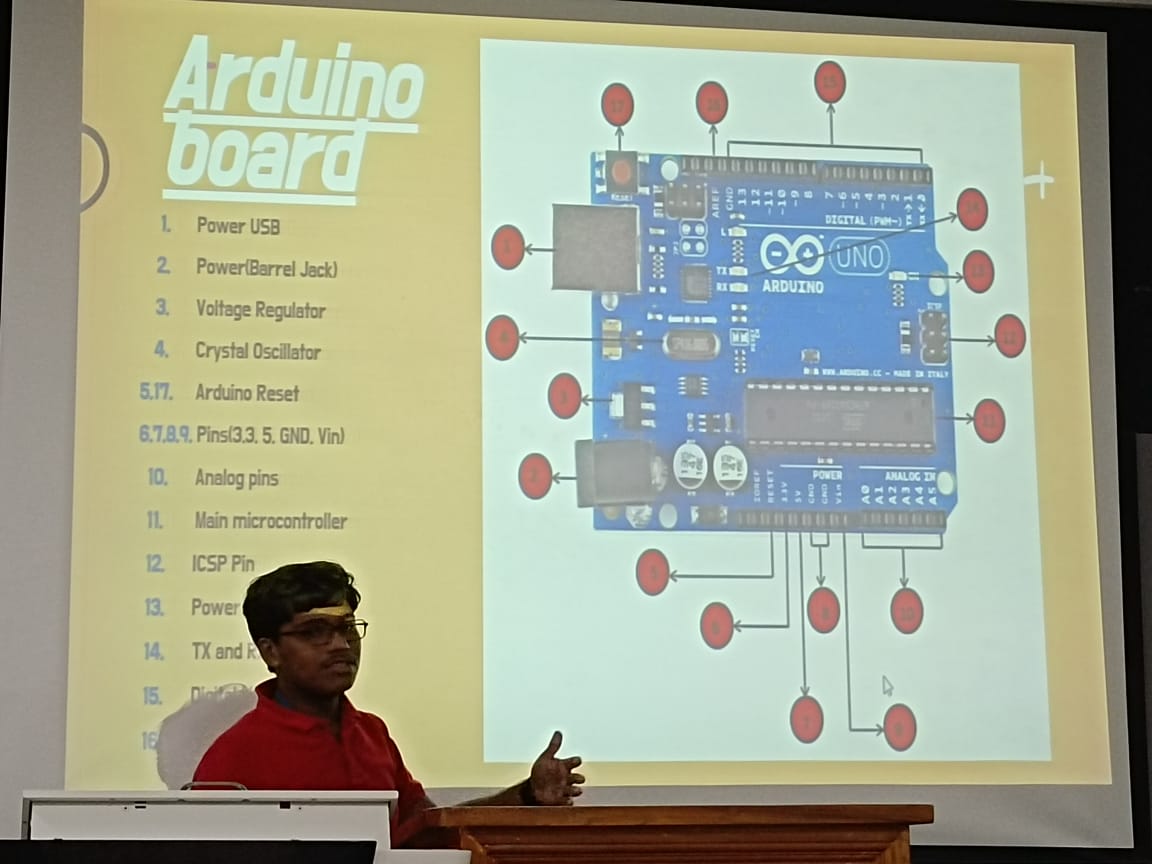 Arduino
board
1. Power USB
2. Power(Barrel Jack)
3. Voltage Regulator
4. Crystal Oscillator
5,17. Arduino Reset
6,7,8,9. Pins(3,3, 5, GND, Vin)
10. Analog pins
11. Main microcontroller
12. ICSP Pin
13. Power
14. TX and
15. Digital
16
17
16
15
RESET
AREF
GND
13
12
~11
~10
~9
8
7
~6
~5
4
~3
2
TX→1
RX←0
DIGITAL (PWM~)
14
1
L
TX
RX
UNO
ARDUINO
13
ICSP
4
12
WWW.ARDUINO.CC - MADE IN ITALY
3
11
2
POWER
ANALOG IN
IOREF
RESET
3.3V
5V
GND
GND
Vin
A0
A1
A2
A3
A4
A5
5
6
8
10
7
9